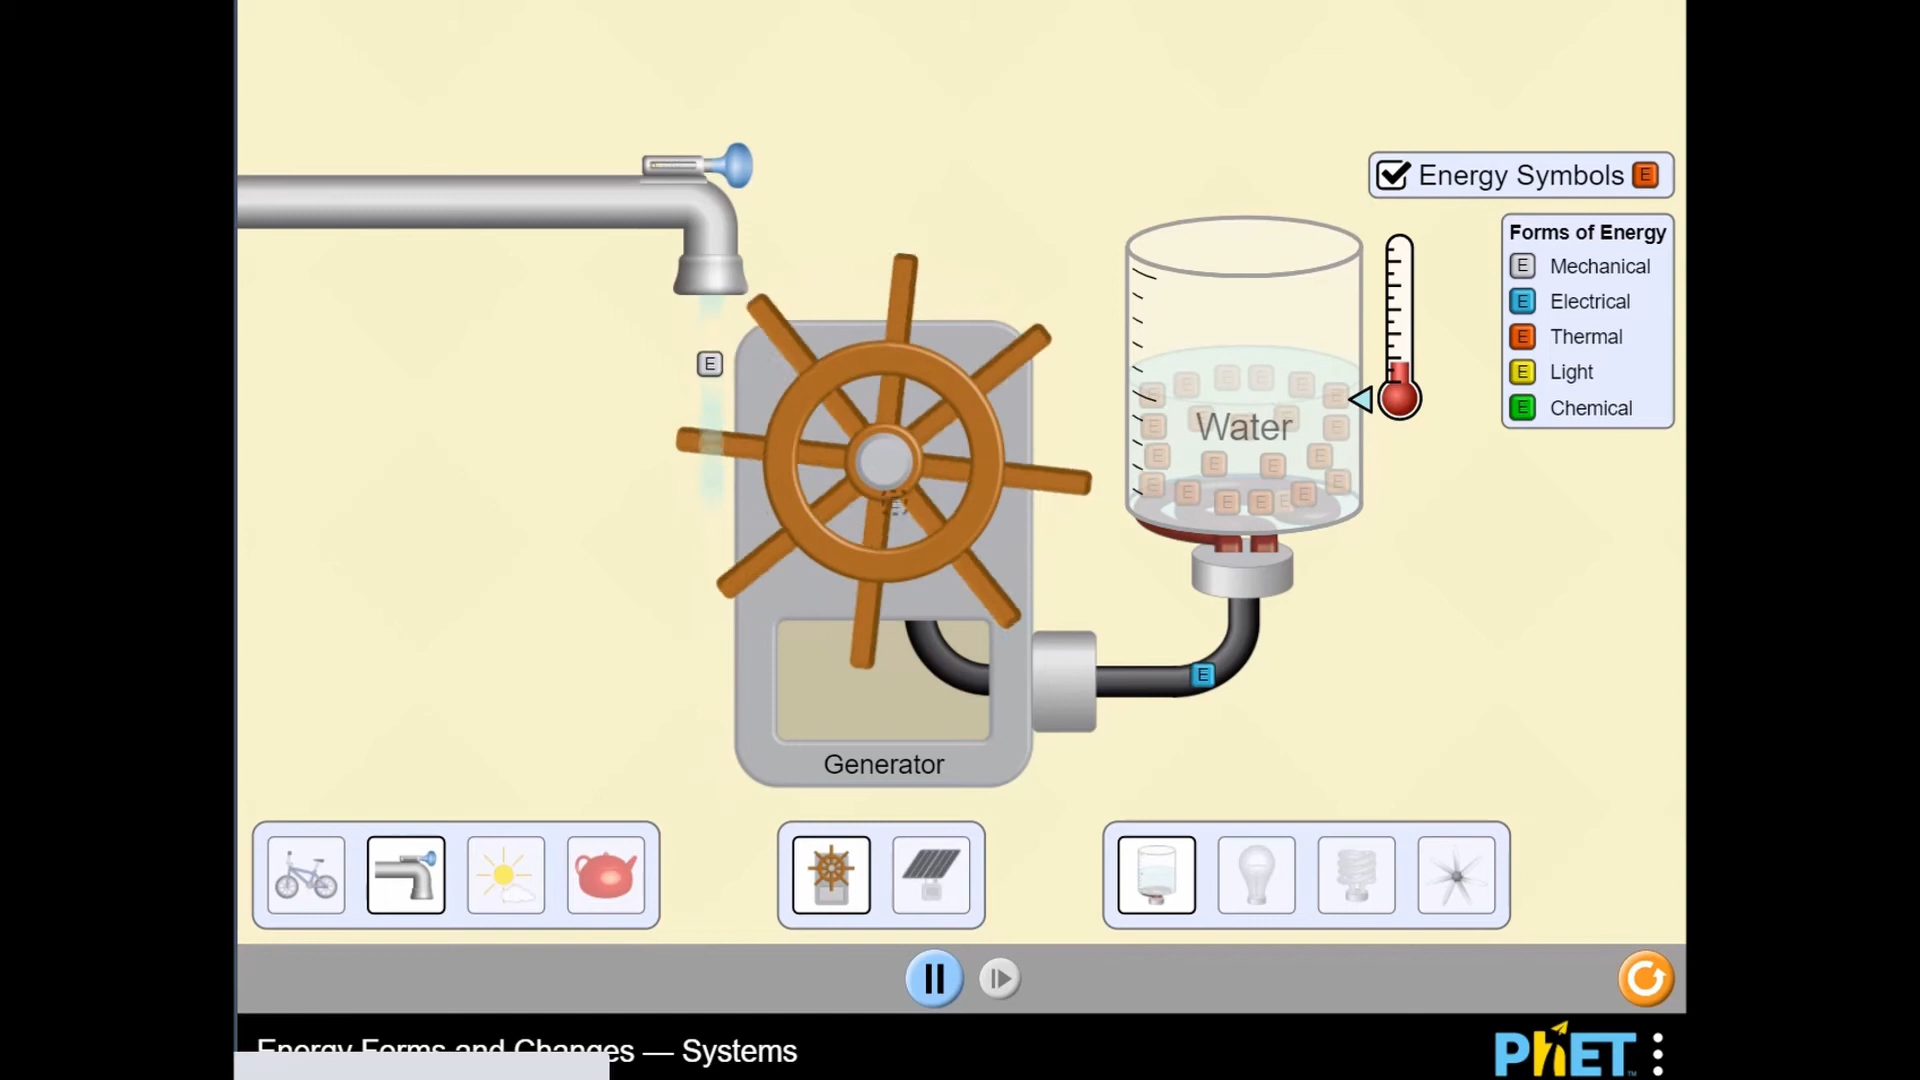 Energy Symbols E
Forms of Energy
E Mechanical
E Electrical
E Thermal
E Light
E Chemical
E
Water
E
Generator
Energy Forms and Changes — Systems
PhET